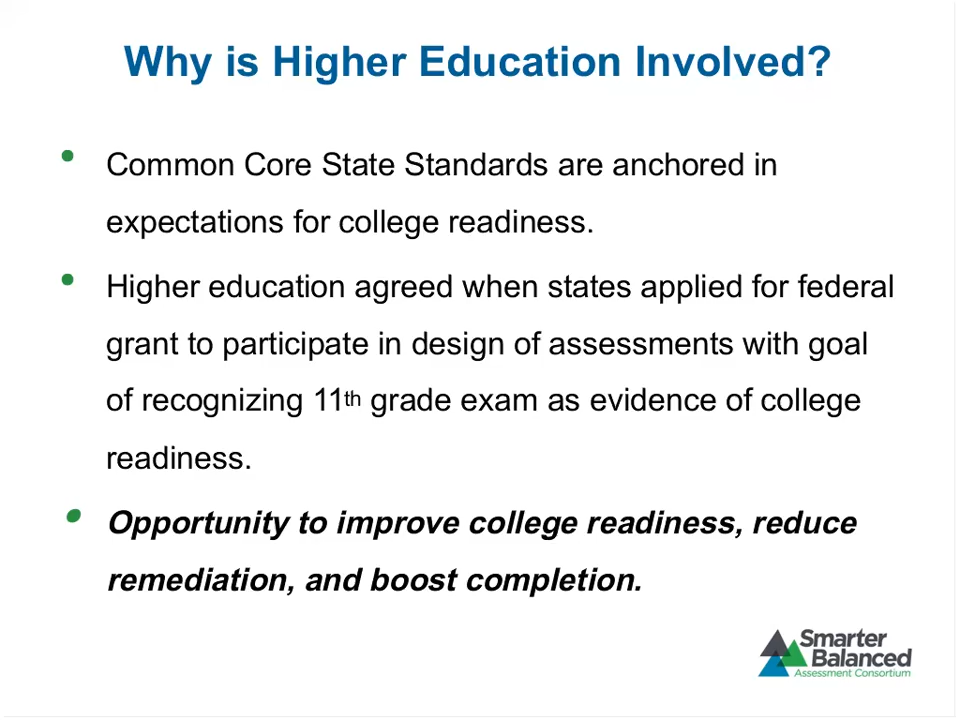 Why is Higher Education Involved?
• Common Core State Standards are anchored in
expectations for college readiness.
• Higher education agreed when states applied for federal
grant to participate in design of assessments with goal
of recognizing 11th grade exam as evidence of college
readiness.
• Opportunity to improve college readiness, reduce
remediation, and boost completion.
Smarter
Balanced
Assessment Consortium